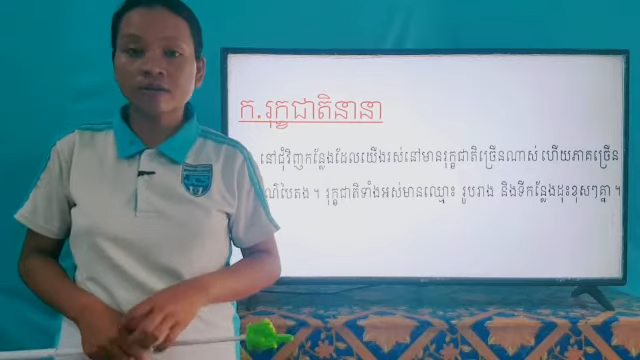 ក.រុក្ខជាតិនានា
នៅជុំវិញកន្លែងដែលយើងរស់នៅមានរុក្ខជាតិច្រើនណាស់ ហើយភាគច្រើន
ណ៌បៃតង។ រុក្ខជាតិទាំងអស់មានឈ្មោះ រូបរាង និងទីកន្លែងដុះខុសៗគ្នា ។